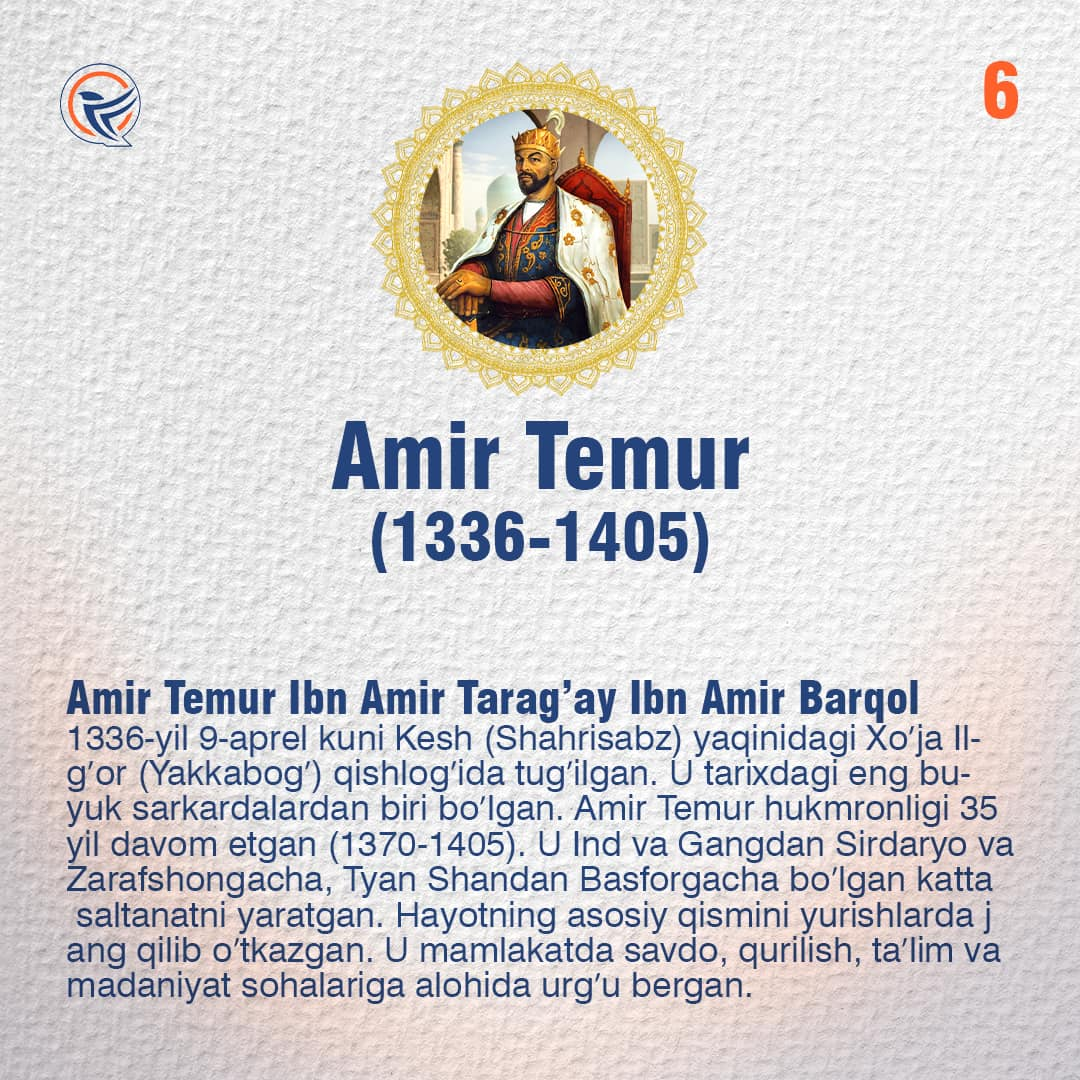 6
Amir Temur
(1336-1405)
Amir Temur Ibn Amir Tarag’ay Ibn Amir Barqol
1336-yil 9-aprel kuni Kesh (Shahrisabz) yaqinidagi Xo’ja Il-
g’or (Yakkabog’) qishlog’ida tug’ilgan. U tarixdagi eng bu-
yuk sarkardalardan biri bo’lgan. Amir Temur hukmronligi 35
yil davom etgan (1370-1405). U Ind va Gangdan Sirdaryo va
Zarafshongacha, Tyan Shandan Basforgacha bo’lgan katta
saltanatni yaratgan. Hayotning asosiy qismini yurishlarda j
ang qilib o’tkazgan. U mamlakatda savdo, qurilish, ta’lim va
madaniyat sohalariga alohida urg’u bergan.